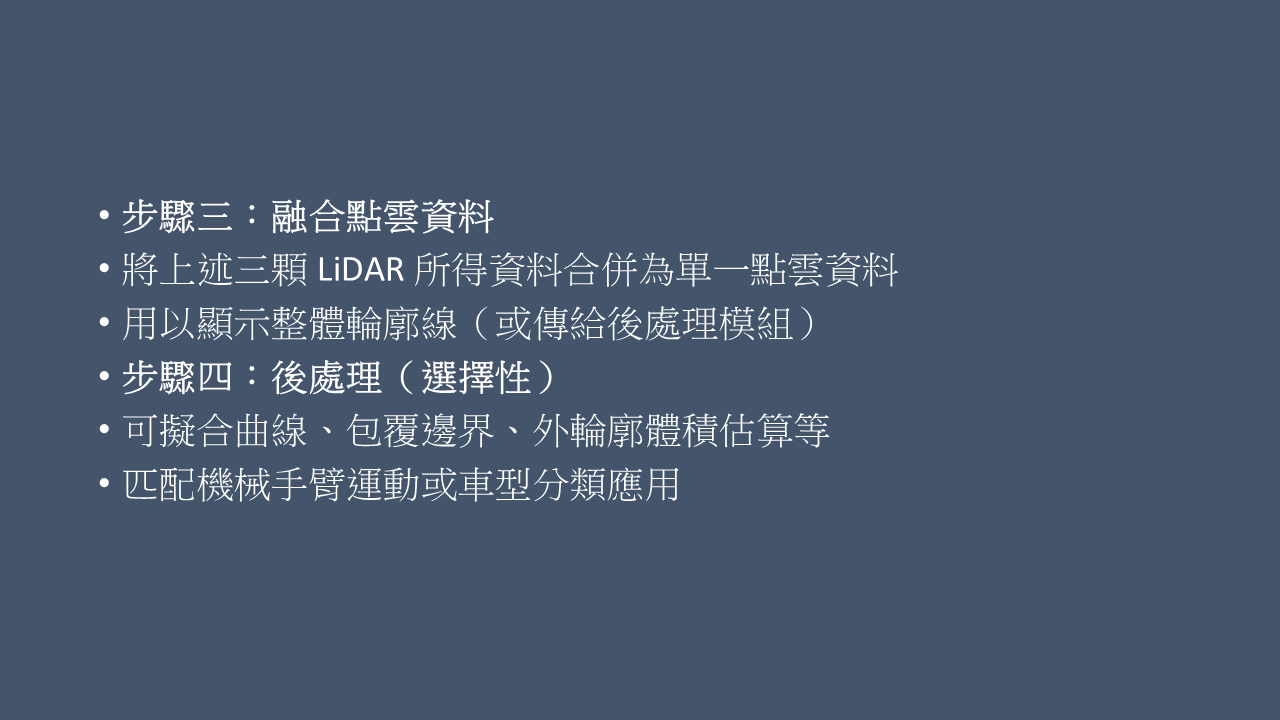 • 步驟三：融合點雲資料
• 將上述三顆 LiDAR 所得資料合併為單一點雲資料
• 用以顯示整體輪廓線（或傳給後處理模組）
• 步驟四：後處理（選擇性）
• 可擬合曲線、包覆邊界、外輪廓體積估算等
• 匹配機械手臂運動或車型分類應用